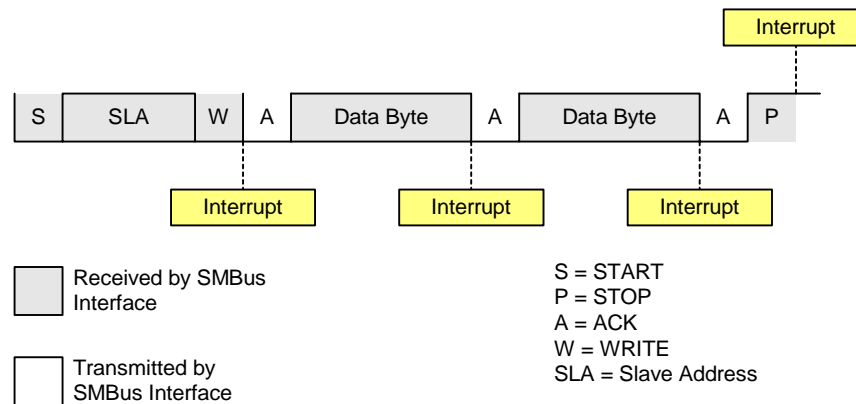 Interrupt
S SLA W A Data Byte A Data Byte A P
Interrupt Interrupt Interrupt
Received by SMBus
Interface
Transmitted by
SMBus Interface
S = START
P = STOP
A = ACK
W = WRITE
SLA = Slave Address